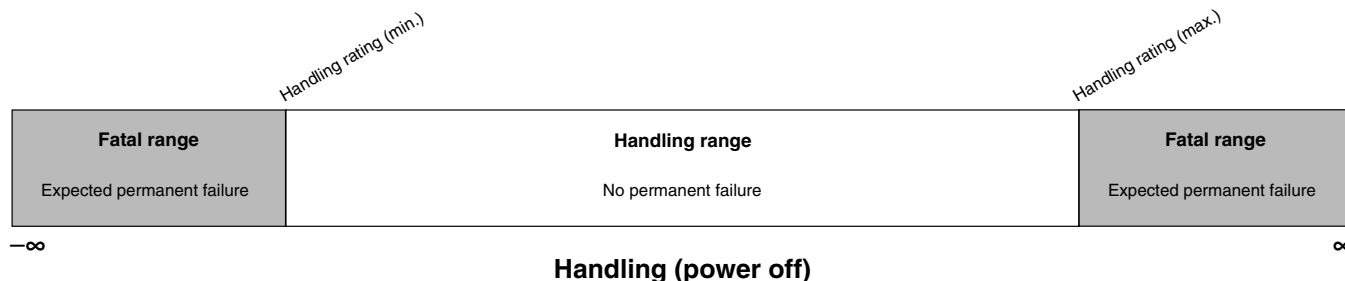 Handling rating (min.)
Handling rating (max.)
Fatal range
Handling range
Fatal range
Expected permanent failure
No permanent failure
Expected permanent failure
–∞
∞
Handling (power off)